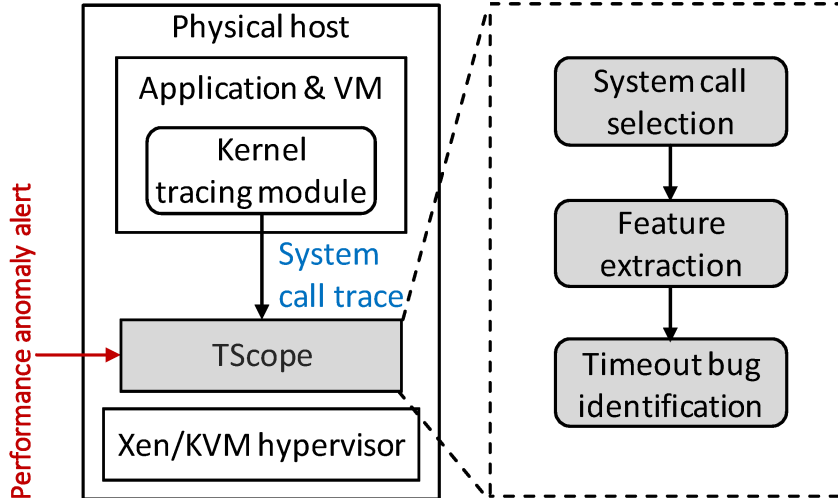 Physical host
Application & VM
Kernel
tracing module
System
call trace
Performance anomaly alert
TScope
Xen/KVM hypervisor
System call
selection
Feature
extraction
Timeout bug
identification